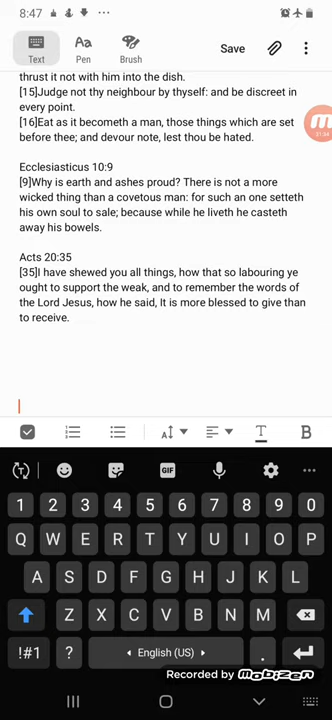 8:47
Text
Pen
Brush
Save
21:24
thrust it not with him into the dish.
[15]Judge not thy neighbour by thyself: and be discreet in
every point.
[16]Eat as it becometh a man, those things which are set
before thee; and devour note, lest thou be hated.
Ecclesiasticus 10:9
[9]Why is earth and ashes proud? There is not a more
wicked thing than a covetous man: for such an one setteth
his own soul to sale; because while he liveth he casteth
away his bowels.
Acts 20:35
[35]I have shewed you all things, how that so labouring ye
ought to support the weak, and to remember the words of
the Lord Jesus, how he said, It is more blessed to give than
to receive.
A T B
GIF
1 2 3 4 5 6 7 8 9 0
Q W E R T Y U I O P
A S D F G H J K L
Z X C V B N M
!#1 ? English (US) .
Recorded by mobizen